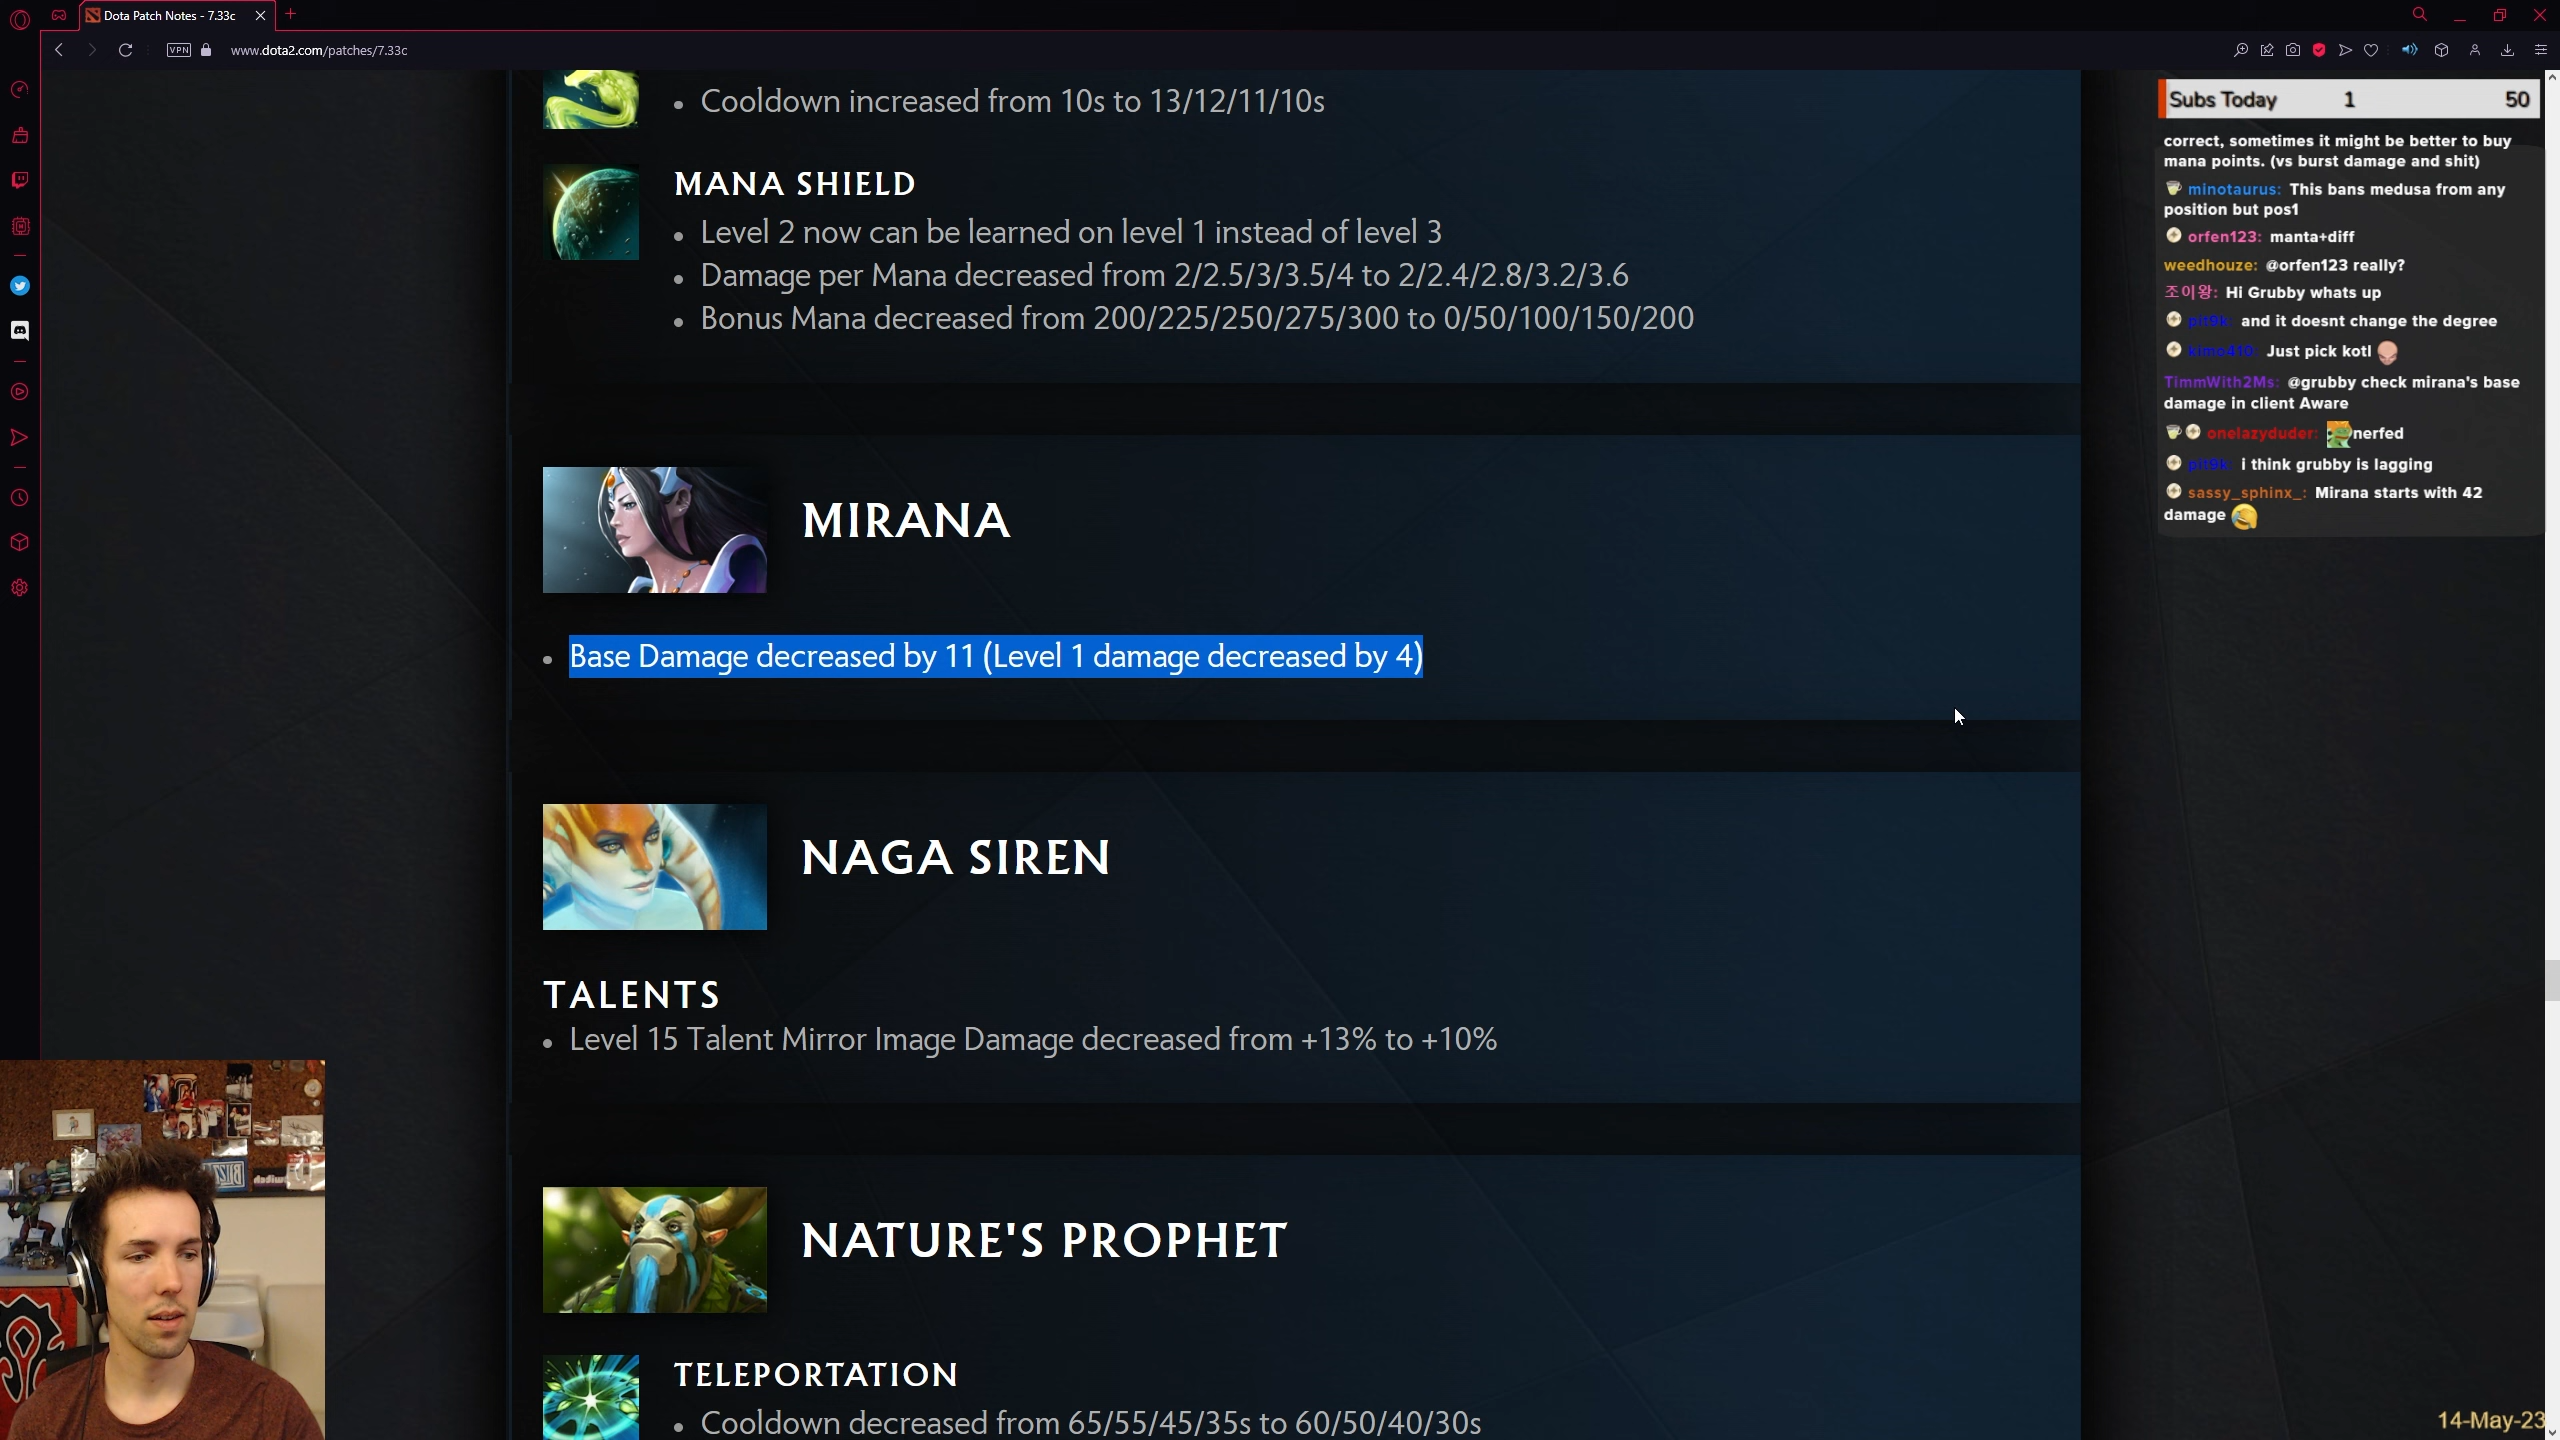 Dota Patch Notes - 7.33c
VPN
www.dota2.com/patches/7.33c
Cooldown increased from 10s to 13/12/11/10s
MANA SHIELD
Level 2 now can be learned on level 1 instead of level 3
Damage per Mana decreased from 2/2.5/3/3.5/4 to 2/2.4/2.8/3.2/3.6
Bonus Mana decreased from 200/225/250/275/300 to 0/50/100/150/200
MIRANA
Base Damage decreased by 11 (Level 1 damage decreased by 4)
NAGA SIREN
TALENTS
Level 15 Talent Mirror Image Damage decreased from +13% to +10%
NATURE'S PROPHET
TELEPORTATION
Cooldown decreased from 65/55/45/35s to 60/50/40/30s
Subs Today 1 50
correct, sometimes it might be better to buy
mana points. (vs burst damage and shit)
minotaurus: This bans medusa from any
position but pos1
orfen123: manta+diff
weedhouze: @orfen123 really?
조이왕: Hi Grubby whats up
pit9k: and it doesnt change the degree
kimo410: Just pick kotl
TimmWith2Ms: @grubby check mirana's base
damage in client Aware
onelazyduder: nerfed
pit9k: i think grubby is lagging
sassy_sphinx_: Mirana starts with 42
damage
14-May-23